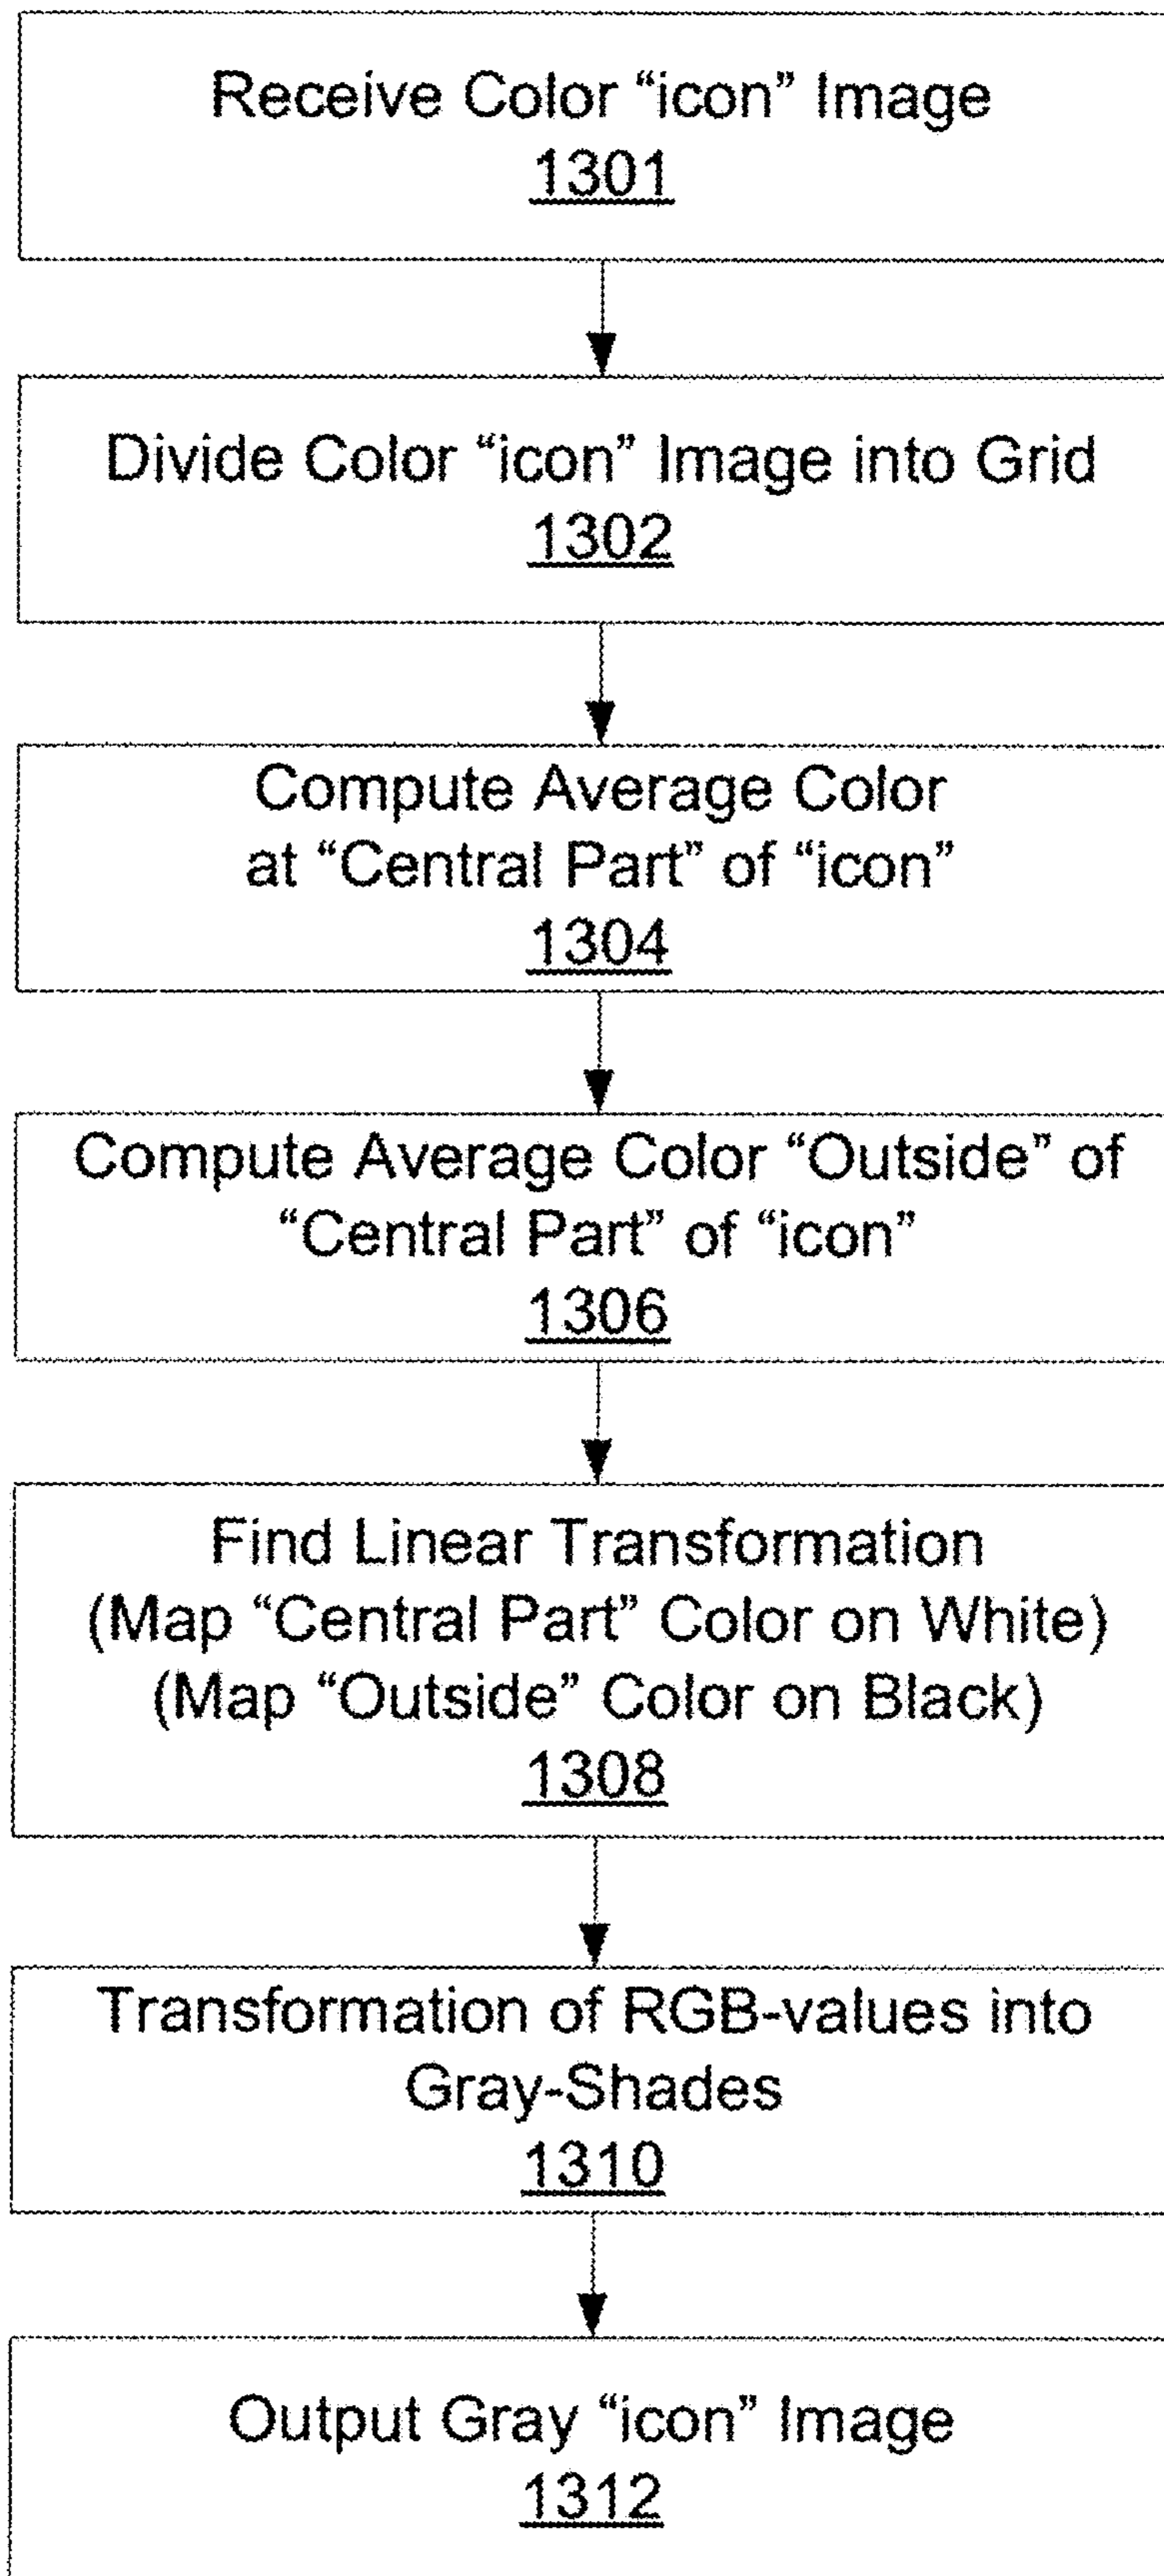 Receive Color “icon” Image
1301
Divide Color “icon” Image into Grid
1302
Compute Average Color
at “Central Part” of “icon”
1304
Compute Average Color “Outside” of
“Central Part” of “icon”
1306
Find Linear Transformation
(Map “Central Part” Color on White)
(Map “Outside” Color on Black)
1308
Transformation of RGB-values into
Gray-Shades
1310
Output Gray “icon” Image
1312